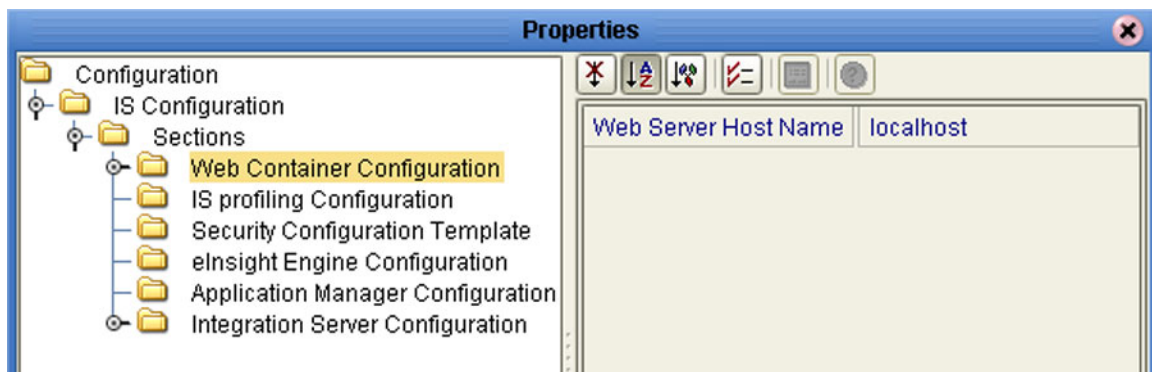 Properties
Configuration
IS Configuration
Sections
Web Container Configuration
IS profiling Configuration
Security Configuration Template
eInsight Engine Configuration
Application Manager Configuration
Integration Server Configuration
Web Server Host Name localhost